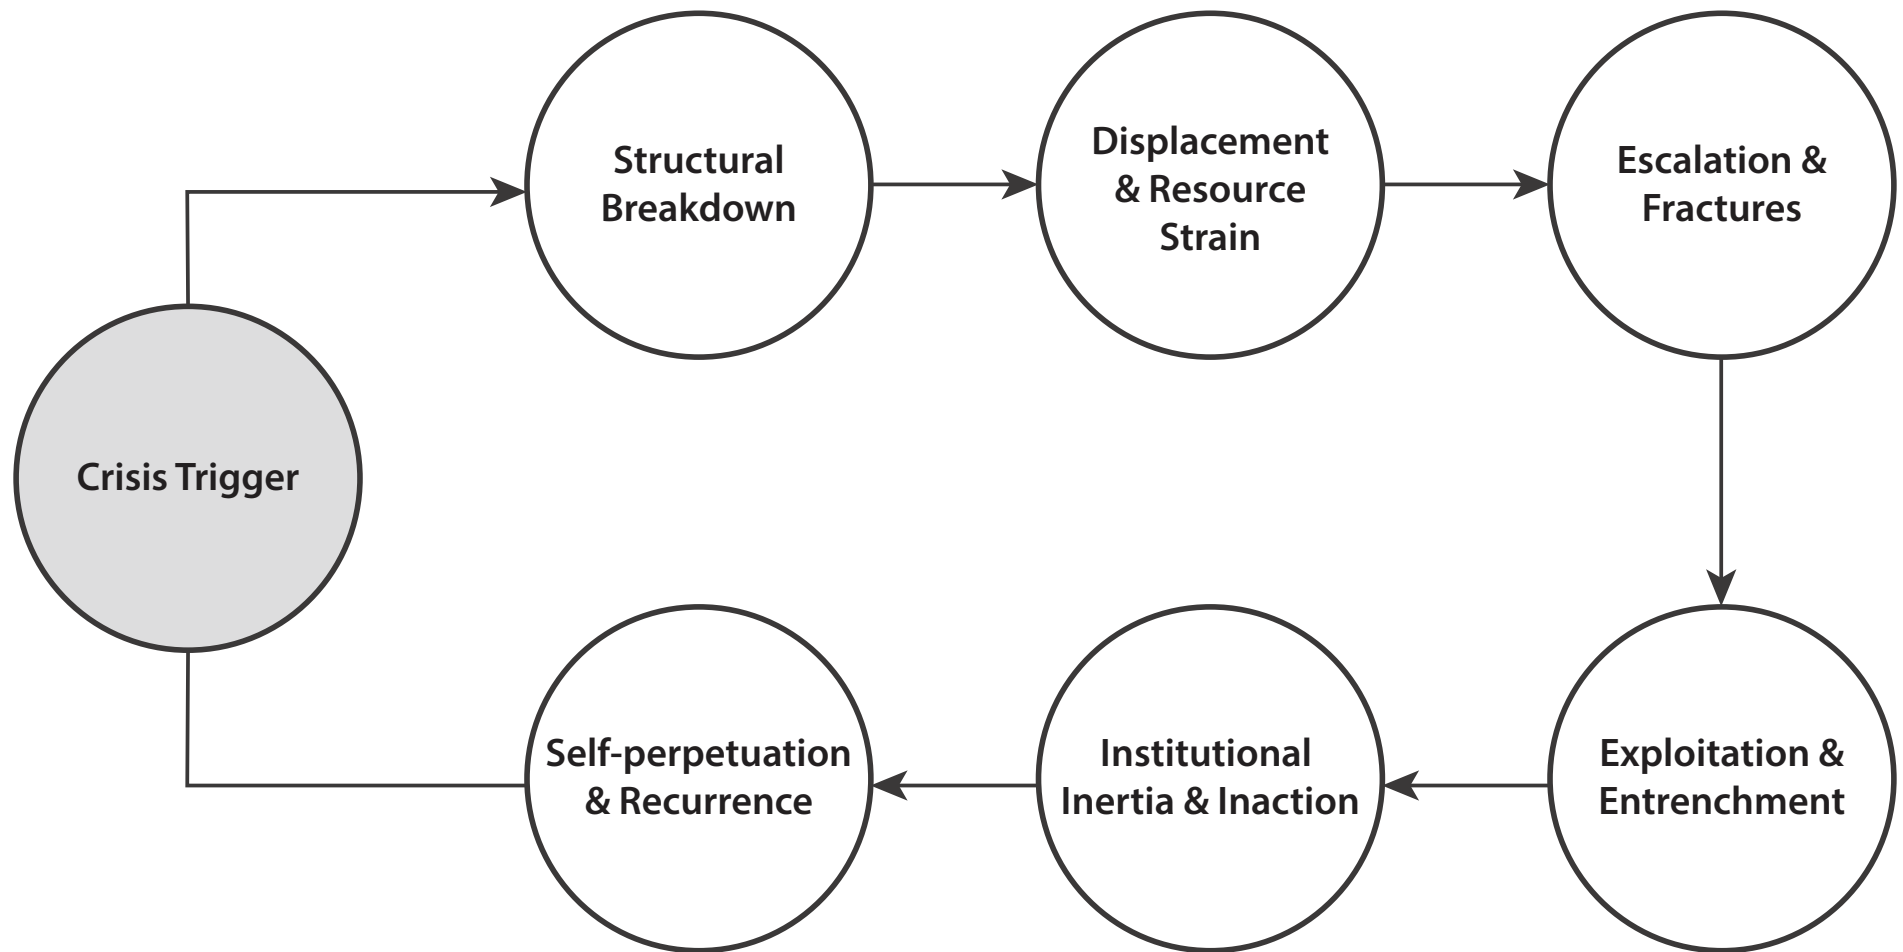 Structural
Breakdown
Displacement
& Resource
Strain
Escalation &
Fractures
Crisis Trigger
Self-perpetuation
& Recurrence
Institutional
Inertia & Inaction
Exploitation &
Entrenchment